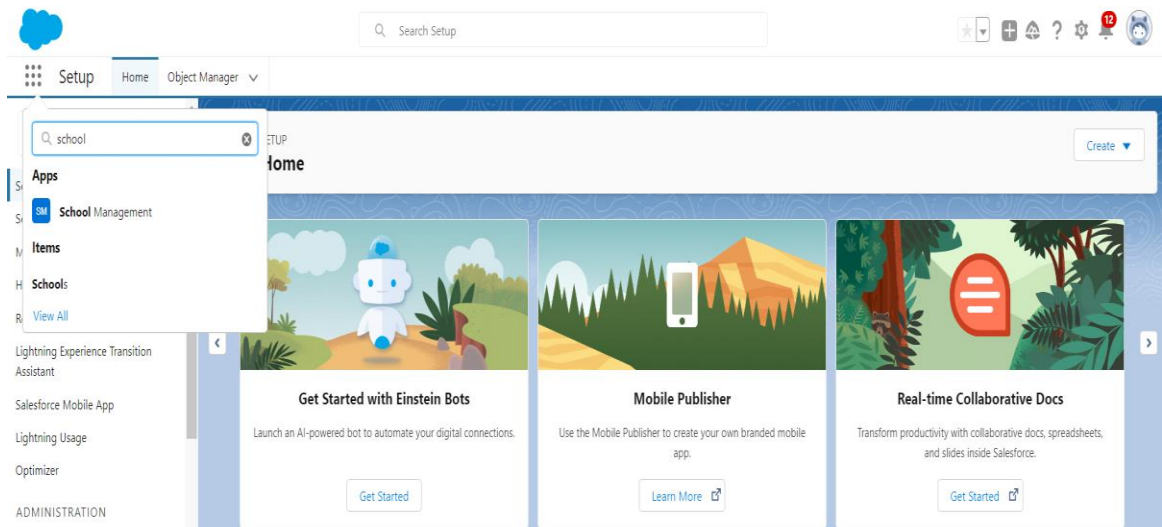 Search Setup
12
Setup
Home
Object Manager
school
ETUP
Home
Create
Apps
SM
School Management
Items
Schools
View All
Lightning Experience Transition
Assistant
Salesforce Mobile App
Lightning Usage
Optimizer
ADMINISTRATION
Get Started with Einstein Bots
Launch an AI-powered bot to automate your digital connections.
Get Started
Mobile Publisher
Use the Mobile Publisher to create your own branded mobile
app.
Learn More
Real-time Collaborative Docs
Transform productivity with collaborative docs, spreadsheets,
and slides inside Salesforce.
Get Started